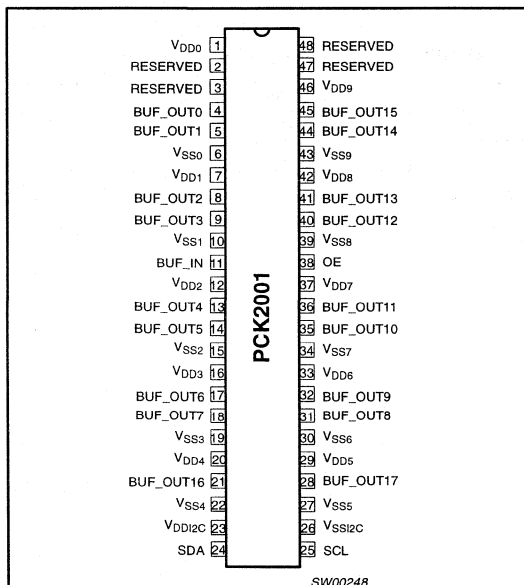 VDD0 1 48 RESERVED
RESERVED 2 47 RESERVED
RESERVED 3 46 VDD9
BUF_OUT0 4 45 BUF_OUT15
BUF_OUT1 5 44 BUF_OUT14
VSS0 6 43 VSS9
VDD1 7 42 VDD8
BUF_OUT2 8 41 BUF_OUT13
BUF_OUT3 9 40 BUF_OUT12
VSS1 10 39 VSS8
BUF_IN 11 38 OE
VDD2 12 37 VDD7
BUF_OUT4 13 36 BUF_OUT11
BUF_OUT5 14 35 BUF_OUT10
VSS2 15 34 VSS7
VDD3 16 33 VDD6
BUF_OUT6 17 32 BUF_OUT9
BUF_OUT7 18 31 BUF_OUT8
VSS3 19 30 VSS6
VDD4 20 29 VDD5
BUF_OUT16 21 28 BUF_OUT17
VSS4 22 27 VSS5
VDDI2C 23 26 VSSI2C
SDA 24 25 SCL
PCK2001
SW00248